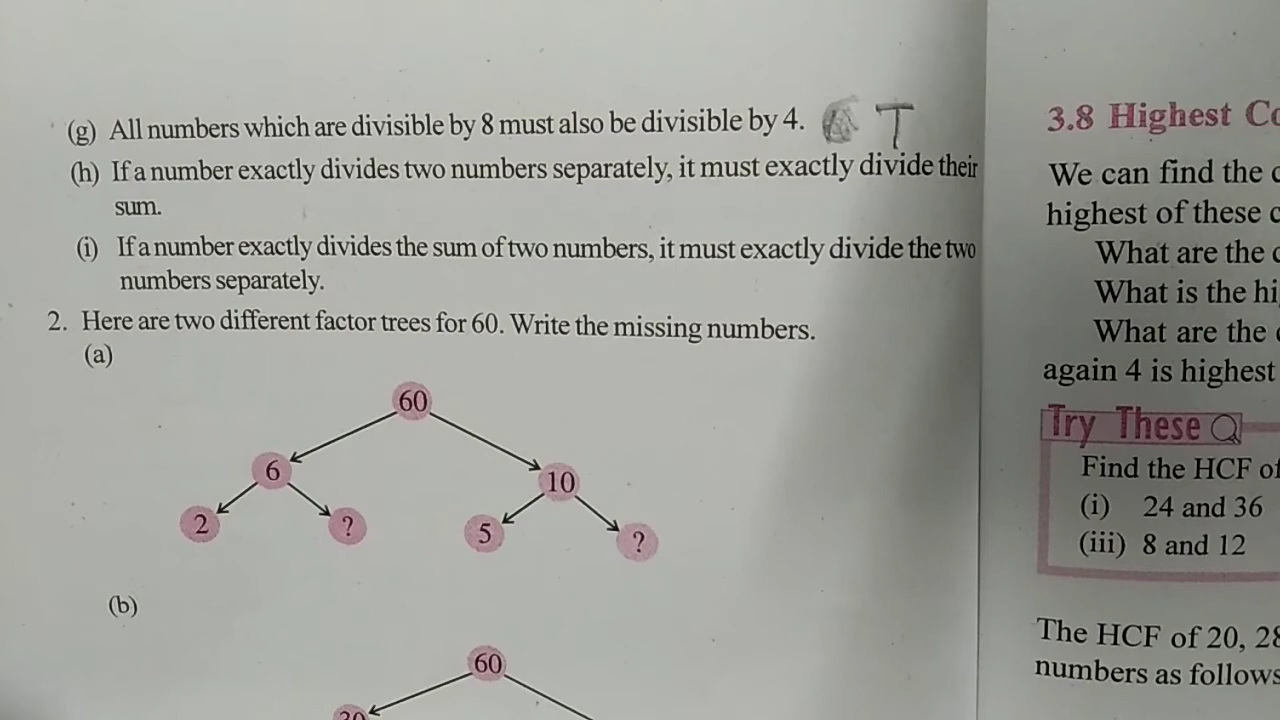 (g) All numbers which are divisible by 8 must also be divisible by 4. T
(h) If a number exactly divides two numbers separately, it must exactly divide their
sum.
(i) If a number exactly divides the sum of two numbers, it must exactly divide the two
numbers separately.
2. Here are two different factor trees for 60. Write the missing numbers.
(a)
60
6 10
2 ? 5 ?
(b)
60
3.8 Highest
We can find the
highest of these
What are the
What is the
What are the
again 4 is highest
Try These
Find the HCF of
(i) 24 and 36
(iii) 8 and 12
The HCF of 20, 28
numbers as follows